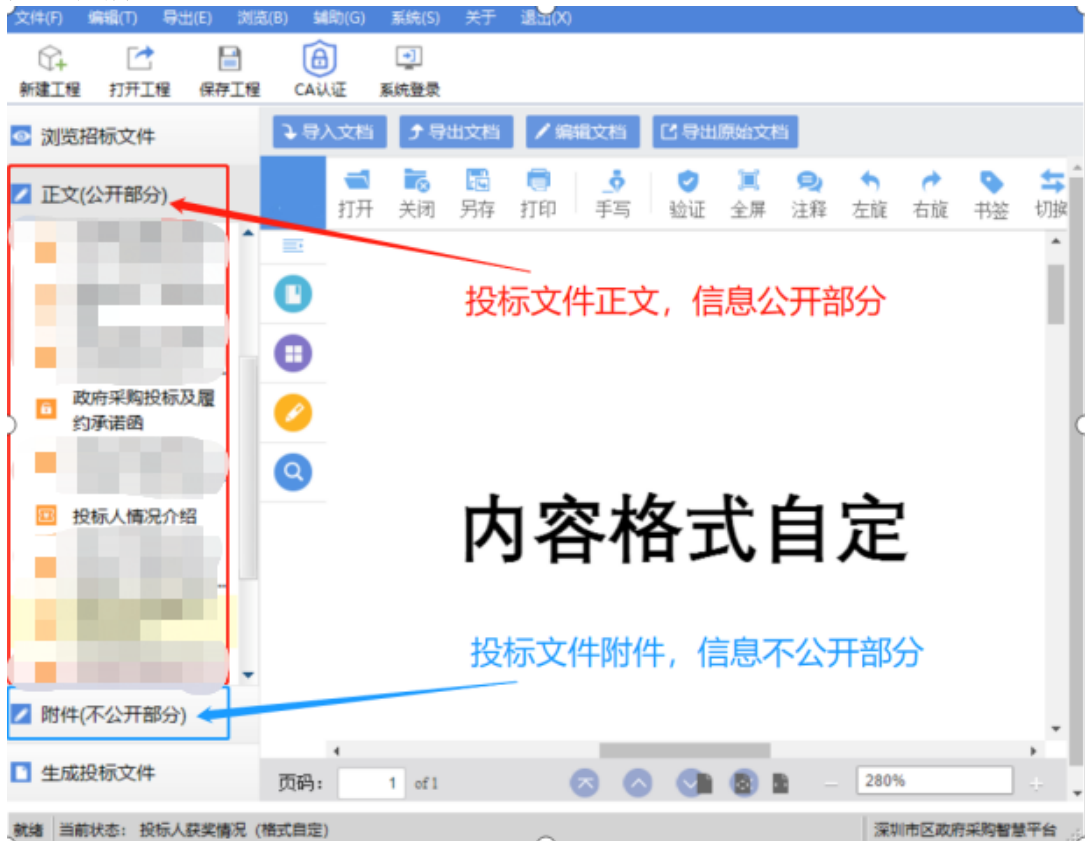 文件(F) 编辑(T) 导出(E) 浏览(B) 辅助(G) 系统(S) 关于 退出(X)
新建工程 打开工程 保存工程 CA认证 系统登录
浏览招标文件
导入文档 导出文档 编辑文档 导出原始文档
正文(公开部分)
打开 关闭 另存 打印 手写 验证 全屏 注释 左旋 右旋 书签 切换
投标文件正文，信息公开部分
政府采购投标及履
约承诺函
投标人情况介绍
内容格式自定
投标文件附件，信息不公开部分
附件(不公开部分)
生成投标文件
页码： 1 of 1 280%
就绪 当前状态： 投标人获奖情况 (格式自定) 深圳市区政府采购智慧平台